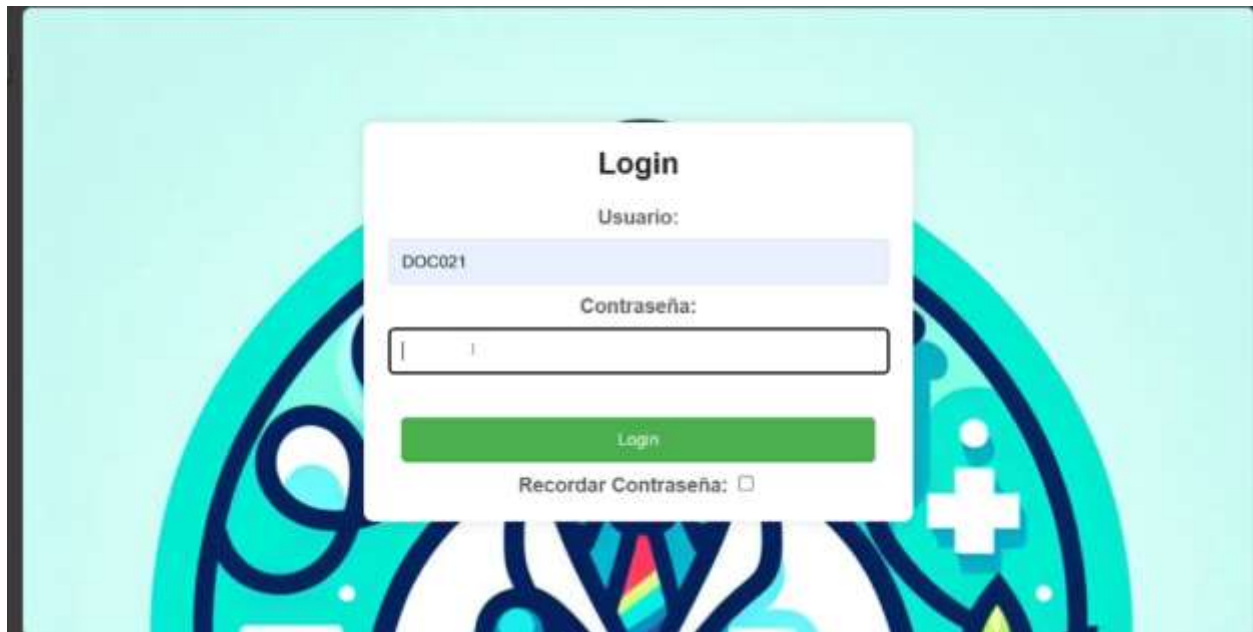 Login
Usuario:
DOC021
Contraseña:
Login
Recordar Contraseña: